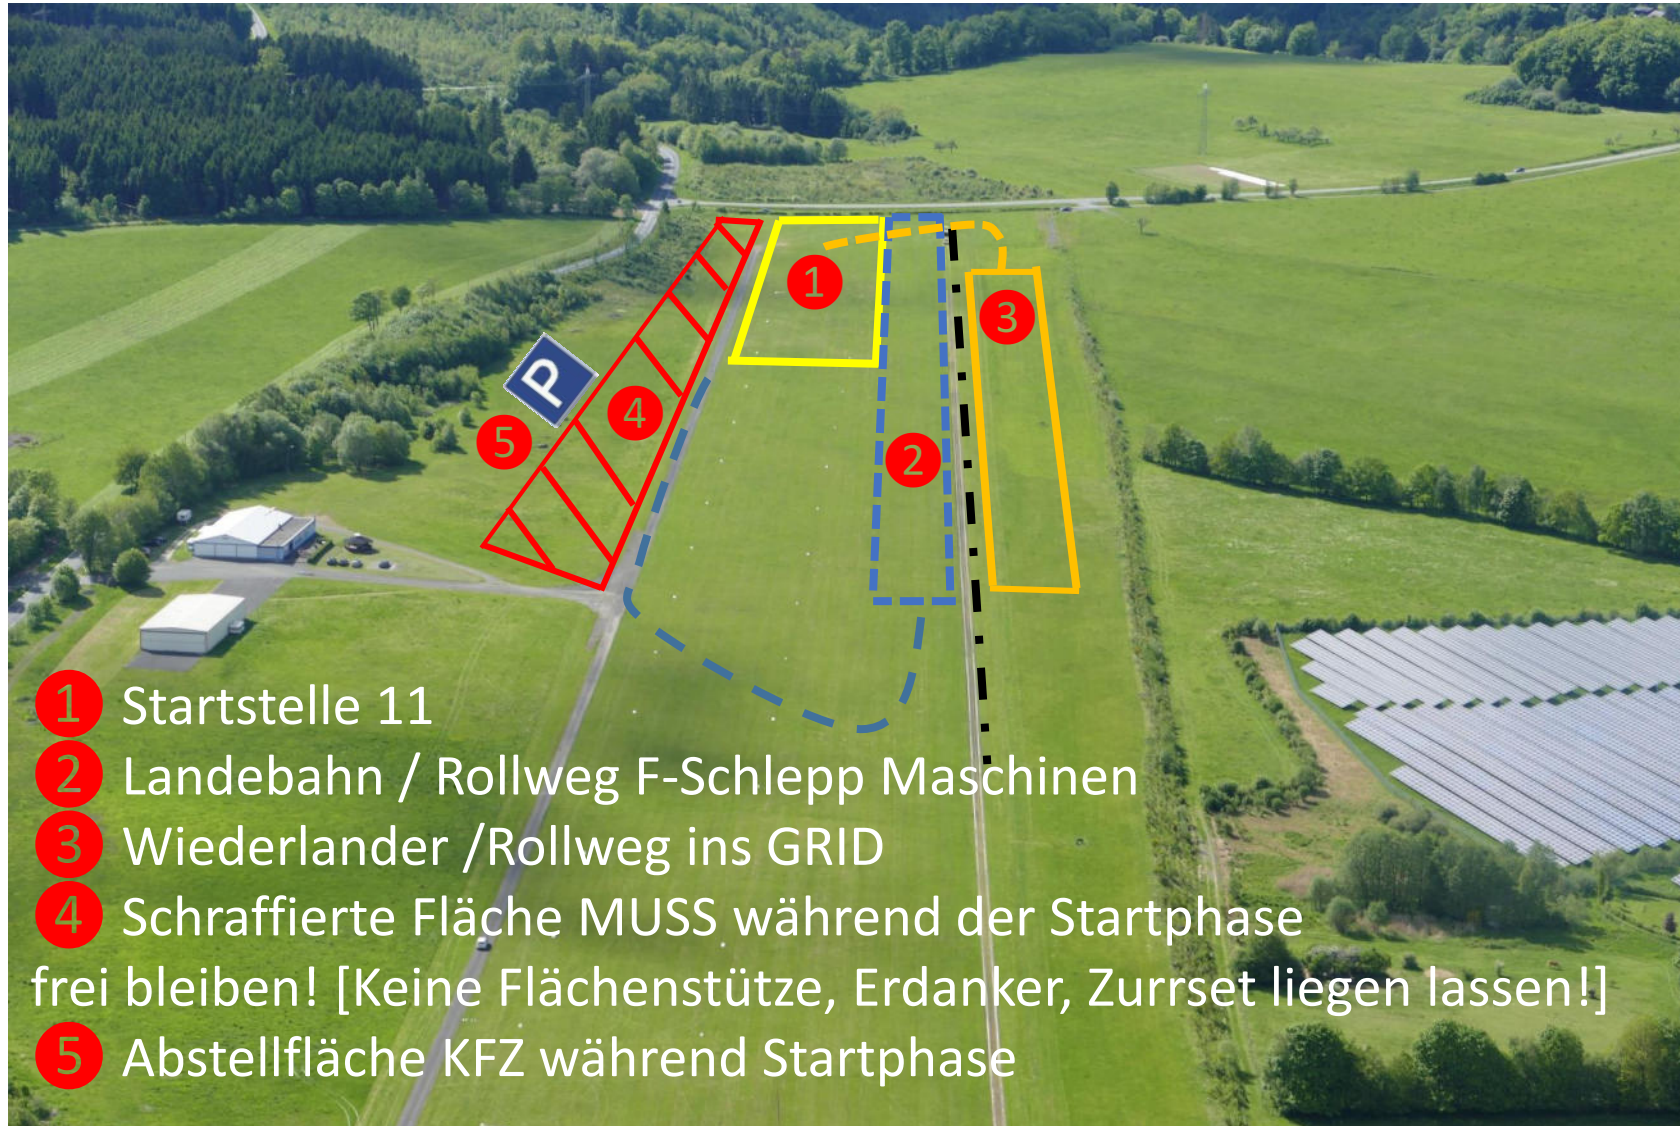 1
3
P
4
5
2
1 Startstelle 11
2 Landebahn / Rollweg F-Schlepp Maschinen
3 Wiederlander /Rollweg ins GRID
4 Schraffierte Fläche MUSS während der Startphase
frei bleiben! [Keine Flächenstütze, Erdanker, Zurrset liegen lassen!]
5 Abstellfläche KFZ während Startphase